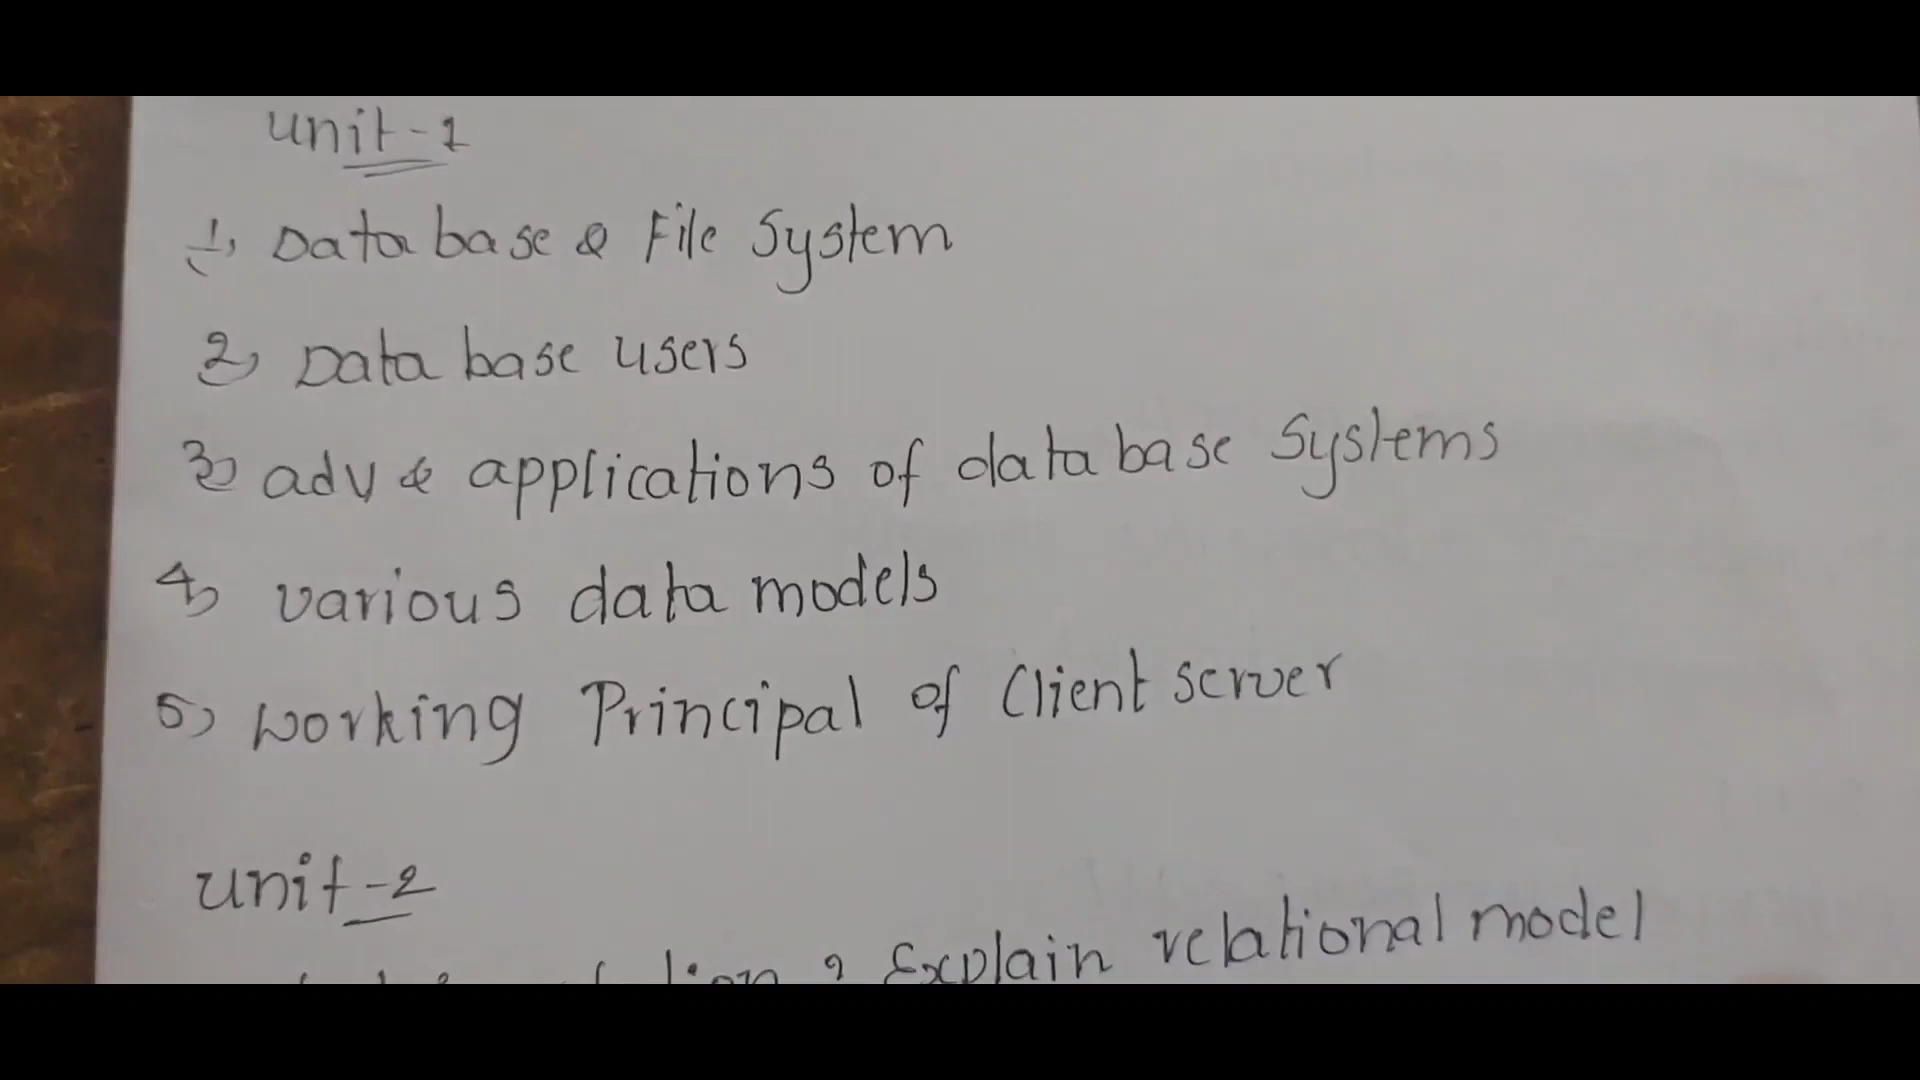 unit-1
1, Data base & File System
2, Data base users
3, adv & applications of data base Systems
4, various data models
5, working Principal of Client server
unit-2
? Explain relational model